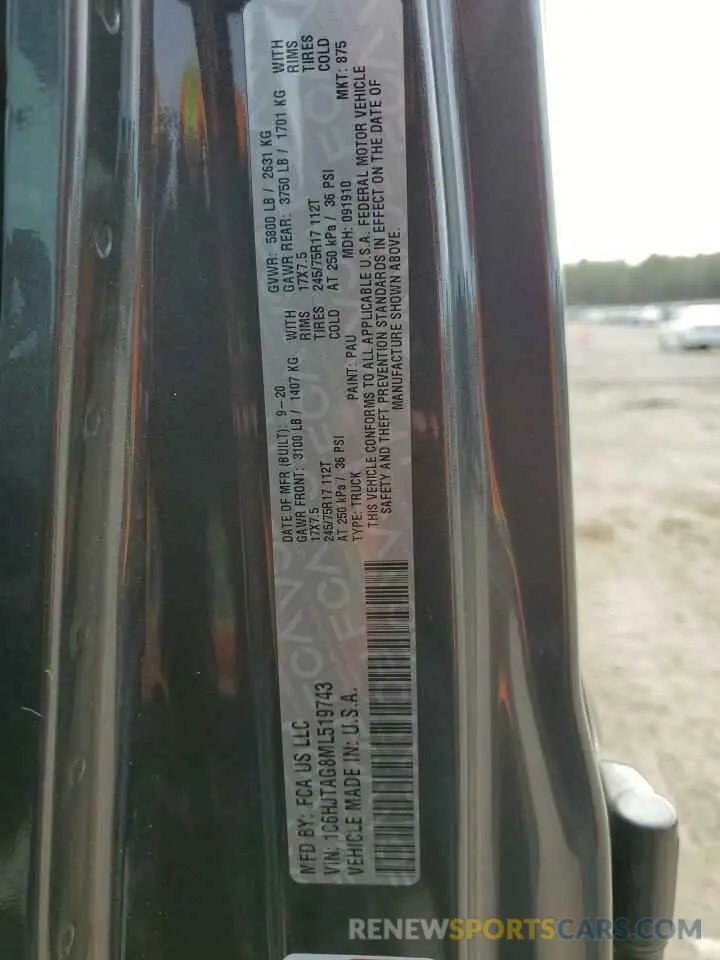 MFD BY: FCA US LLC
VIN: 1C6HJTAG8ML519743
VEHICLE MADE IN: U.S.A.
DATE OF MFR (BUILT): 9-20 GVWR: 5800 LB / 2631 KG
GAWR FRONT: 3100 LB / 1407 KG WITH GAWR REAR: 3750 LB / 1701 KG WITH
17X7.5 RIMS 17X7.5 RIMS
245/75R17 112T TIRES 245/75R17 112T TIRES
AT 250 kPa / 36 PSI COLD AT 250 kPa / 36 PSI COLD
TYPE: TRUCK PAINT: PAU MDH: 091910 MKT: 875
THIS VEHICLE CONFORMS TO ALL APPLICABLE U.S.A. FEDERAL MOTOR VEHICLE
SAFETY AND THEFT PREVENTION STANDARDS IN EFFECT ON THE DATE OF
MANUFACTURE SHOWN ABOVE.
RENEWSPORTSCARS.COM